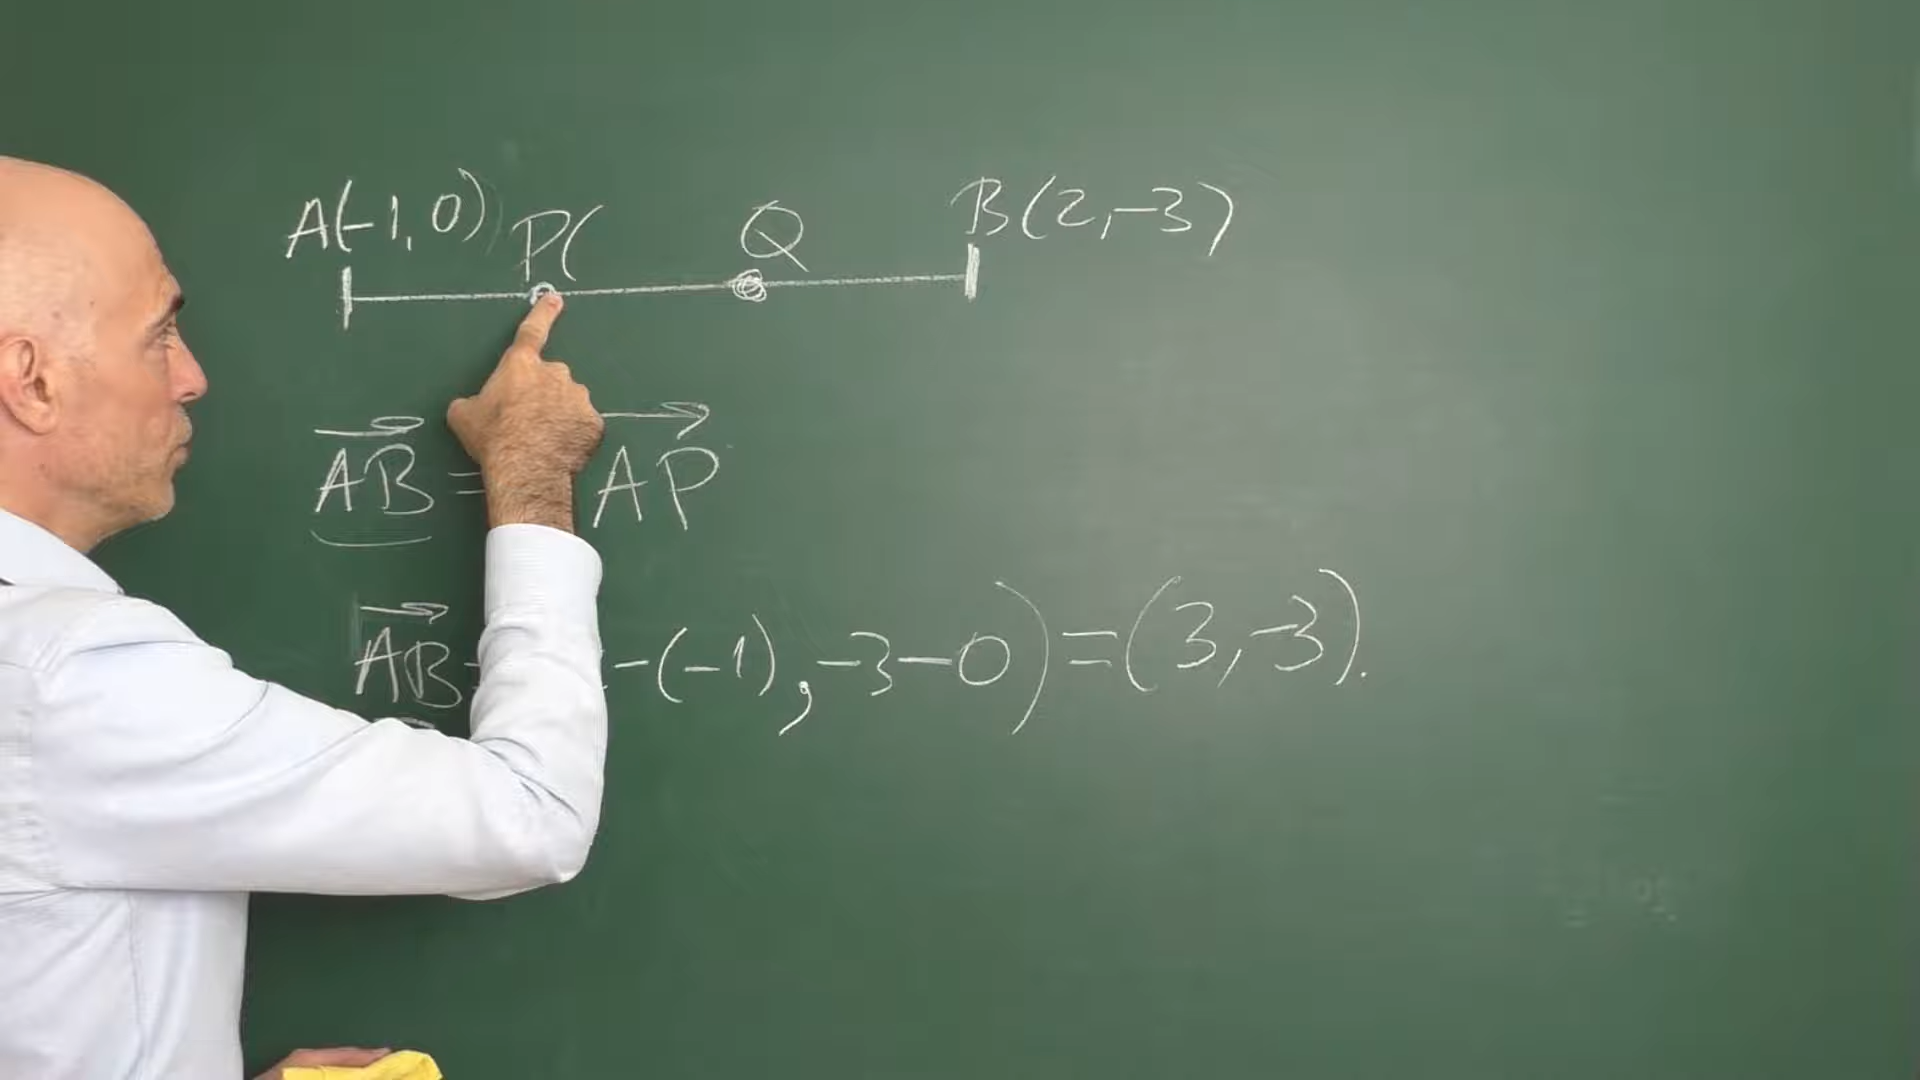 A(-1,0) P( Q B(2,-3)
AB = AP
AB -(-1), -3-0) = (3,-3).